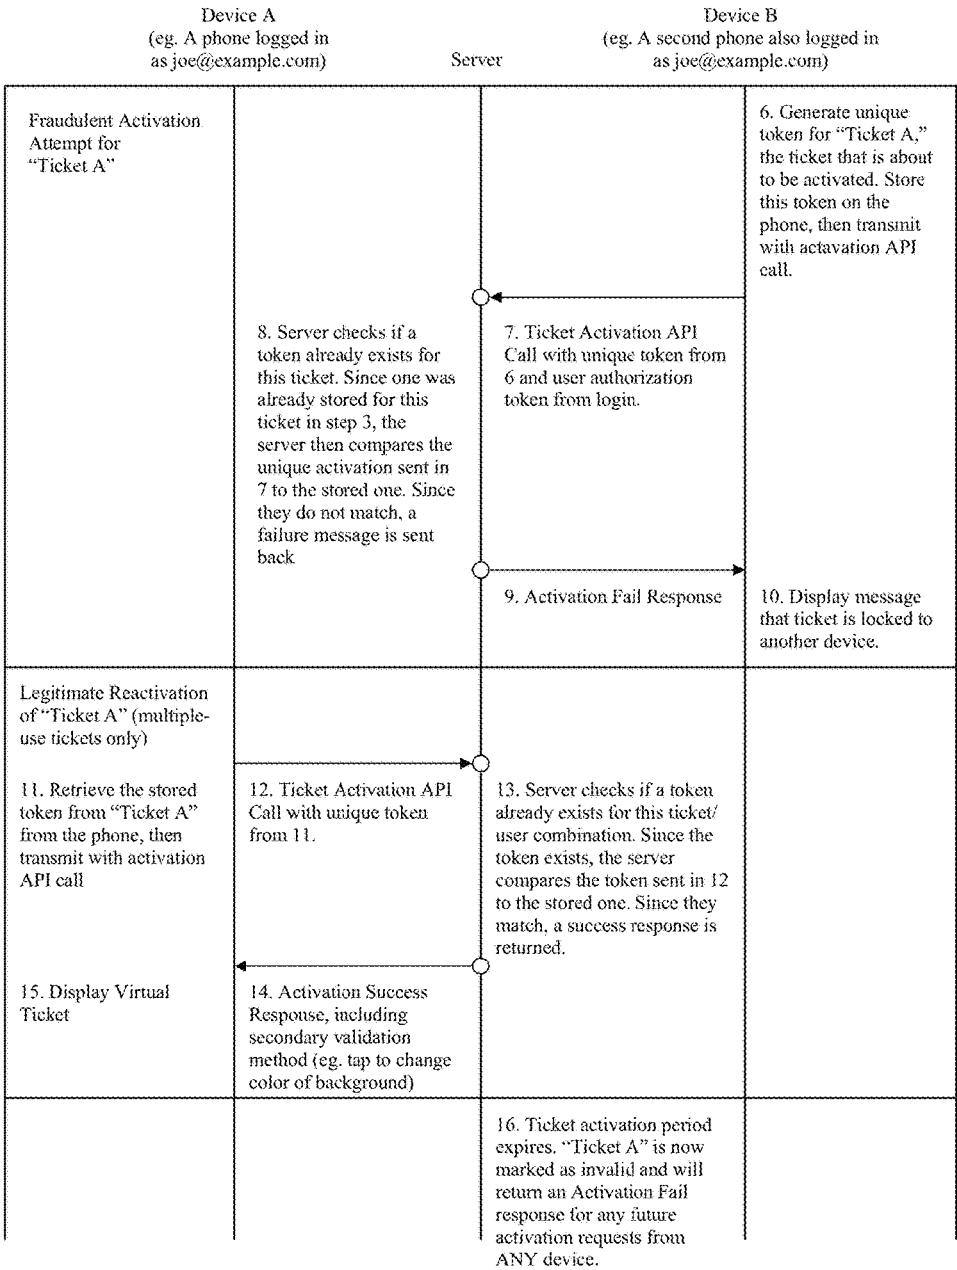 Device A
(eg. A phone logged in
as joe@example.com)
Server
Device B
(eg. A second phone also logged in
as joe@example.com)
Fraudulent Activation
Attempt for
“Ticket A”
6. Generate unique
token for “Ticket A,”
the ticket that is about
to be activated. Store
this token on the
phone, then transmit
with actavation API
call.
7. Ticket Activation API
Call with unique token from
6 and user authorization
token from login.
8. Server checks if a
token already exists for
this ticket. Since one was
already stored for this
ticket in step 3, the
server then compares the
unique activation sent in
7 to the stored one. Since
they do not match, a
failure message is sent
back
9. Activation Fail Response
10. Display message
that ticket is locked to
another device.
Legitimate Reactivation
of “Ticket A” (multiple-
use tickets only)
11. Retrieve the stored
token from “Ticket A”
from the phone, then
transmit with activation
API call
12. Ticket Activation API
Call with unique token
from 11.
13. Server checks if a token
already exists for this ticket/
user combination. Since the
token exists, the server
compares the token sent in 12
to the stored one. Since they
match, a success response is
returned.
14. Activation Success
Response, including
secondary validation
method (eg. tap to change
color of background)
15. Display Virtual
Ticket
16. Ticket activation period
expires. “Ticket A” is now
marked as invalid and will
return an Activation Fail
response for any future
activation requests from
ANY device.